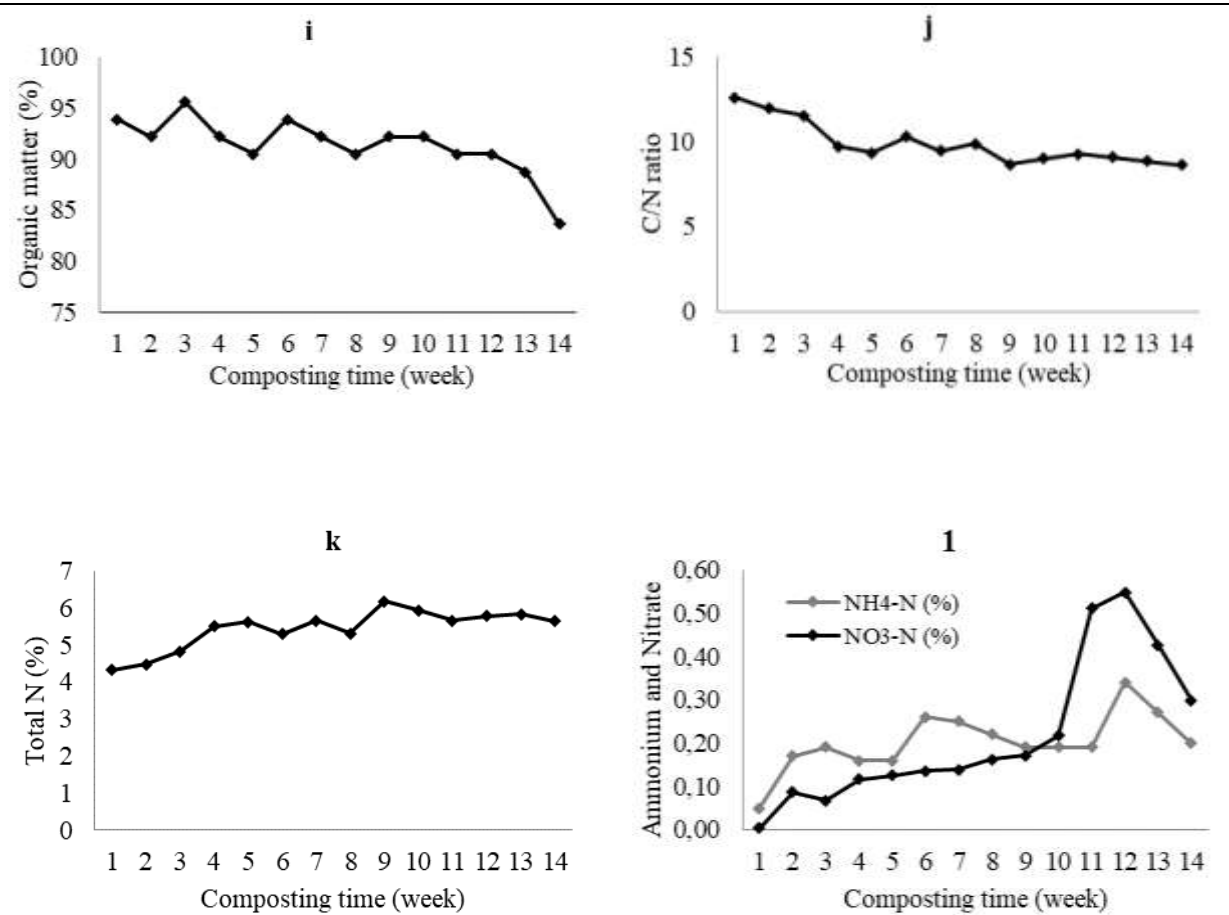 i
100
95
90
85
80
75
Organic matter (%)
1 2 3 4 5 6 7 8 9 10 11 12 13 14
Composting time (week)
j
15
10
5
0
C/N ratio
1 2 3 4 5 6 7 8 9 10 11 12 13 14
Composting time (week)
k
7
6
5
4
3
2
1
0
Total N (%)
1 2 3 4 5 6 7 8 9 10 11 12 13 14
Composting time (week)
1
0,60
0,50
0,40
0,30
0,20
0,10
0,00
Ammonium and Nitrate
NH4-N (%)
NO3-N (%)
1 2 3 4 5 6 7 8 9 10 11 12 13 14
Composting time (week)